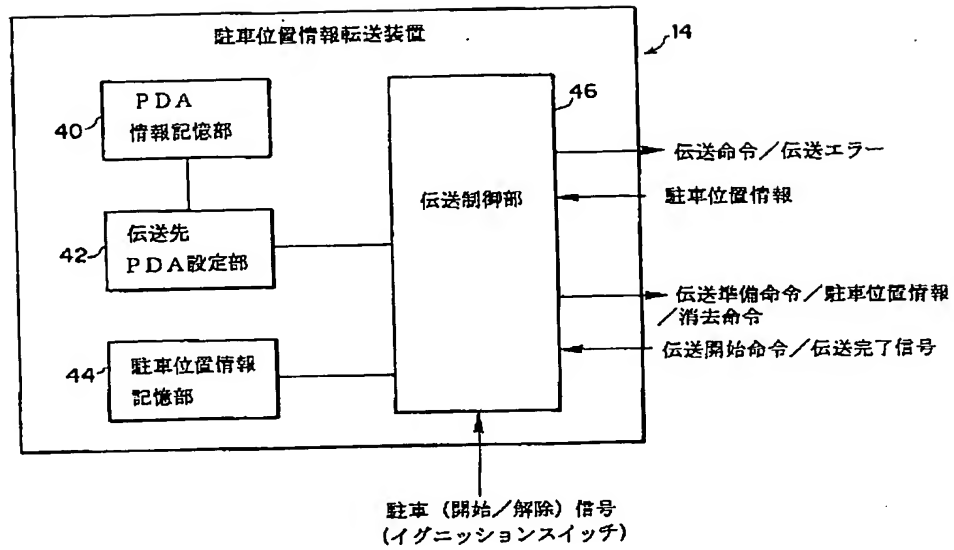 駐車位置情報転送装置
14
PDA
情報記憶部
40
46
伝送命令/伝送エラー
駐車位置情報
伝送制御部
伝送先
PDA設定部
42
伝送準備命令/駐車位置情報
/消去命令
伝送開始命令/伝送完了信号
駐車位置情報
記憶部
44
駐車(開始/解除)信号
(イグニッションスイッチ)